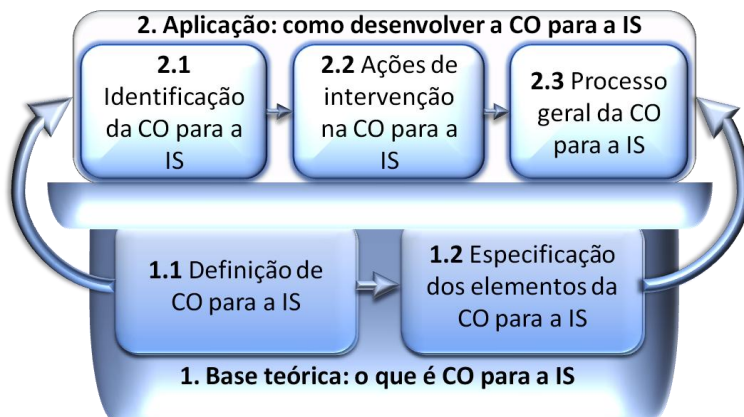 2. Aplicação: como desenvolver a CO para a IS
2.1
Identificação
da CO para a
IS
2.2 Ações de
intervenção
na CO para a
IS
2.3 Processo
geral da CO
para a IS
1.1 Definição de
CO para a IS
1.2 Especificação
dos elementos da
CO para a IS
1. Base teórica: o que é CO para a IS